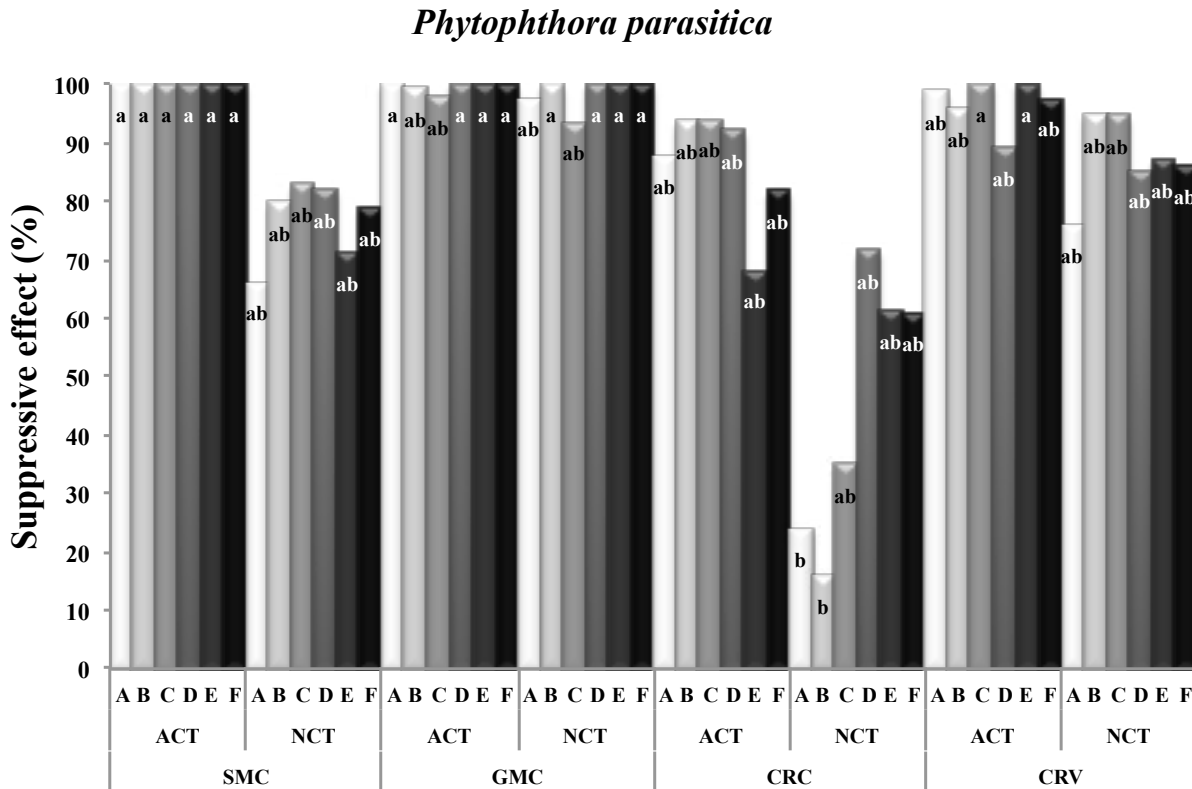 Phytophthora parasitica
Suppressive effect (%)
100
90
80
70
60
50
40
30
20
10
0
a a a a a a ab ab ab ab ab ab a ab ab a a a ab a ab a a a ab ab ab ab ab ab b b ab ab ab ab ab ab a ab a ab ab ab ab ab ab ab
A B C D E F A B C D E F A B C D E F A B C D E F A B C D E F A B C D E F A B C D E F A B C D E F
ACT NCT ACT NCT ACT NCT ACT NCT
SMC GMC CRC CRV